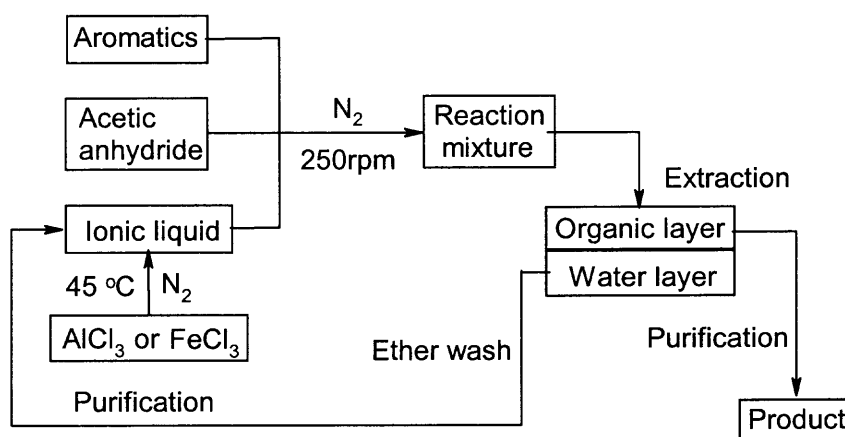 Aromatics
Acetic
anhydride
N2
250rpm
Reaction
mixture
Extraction
Ionic liquid
Organic layer
Water layer
45 °C
N2
AlCl3 or FeCl3
Ether wash
Purification
Purification
Product